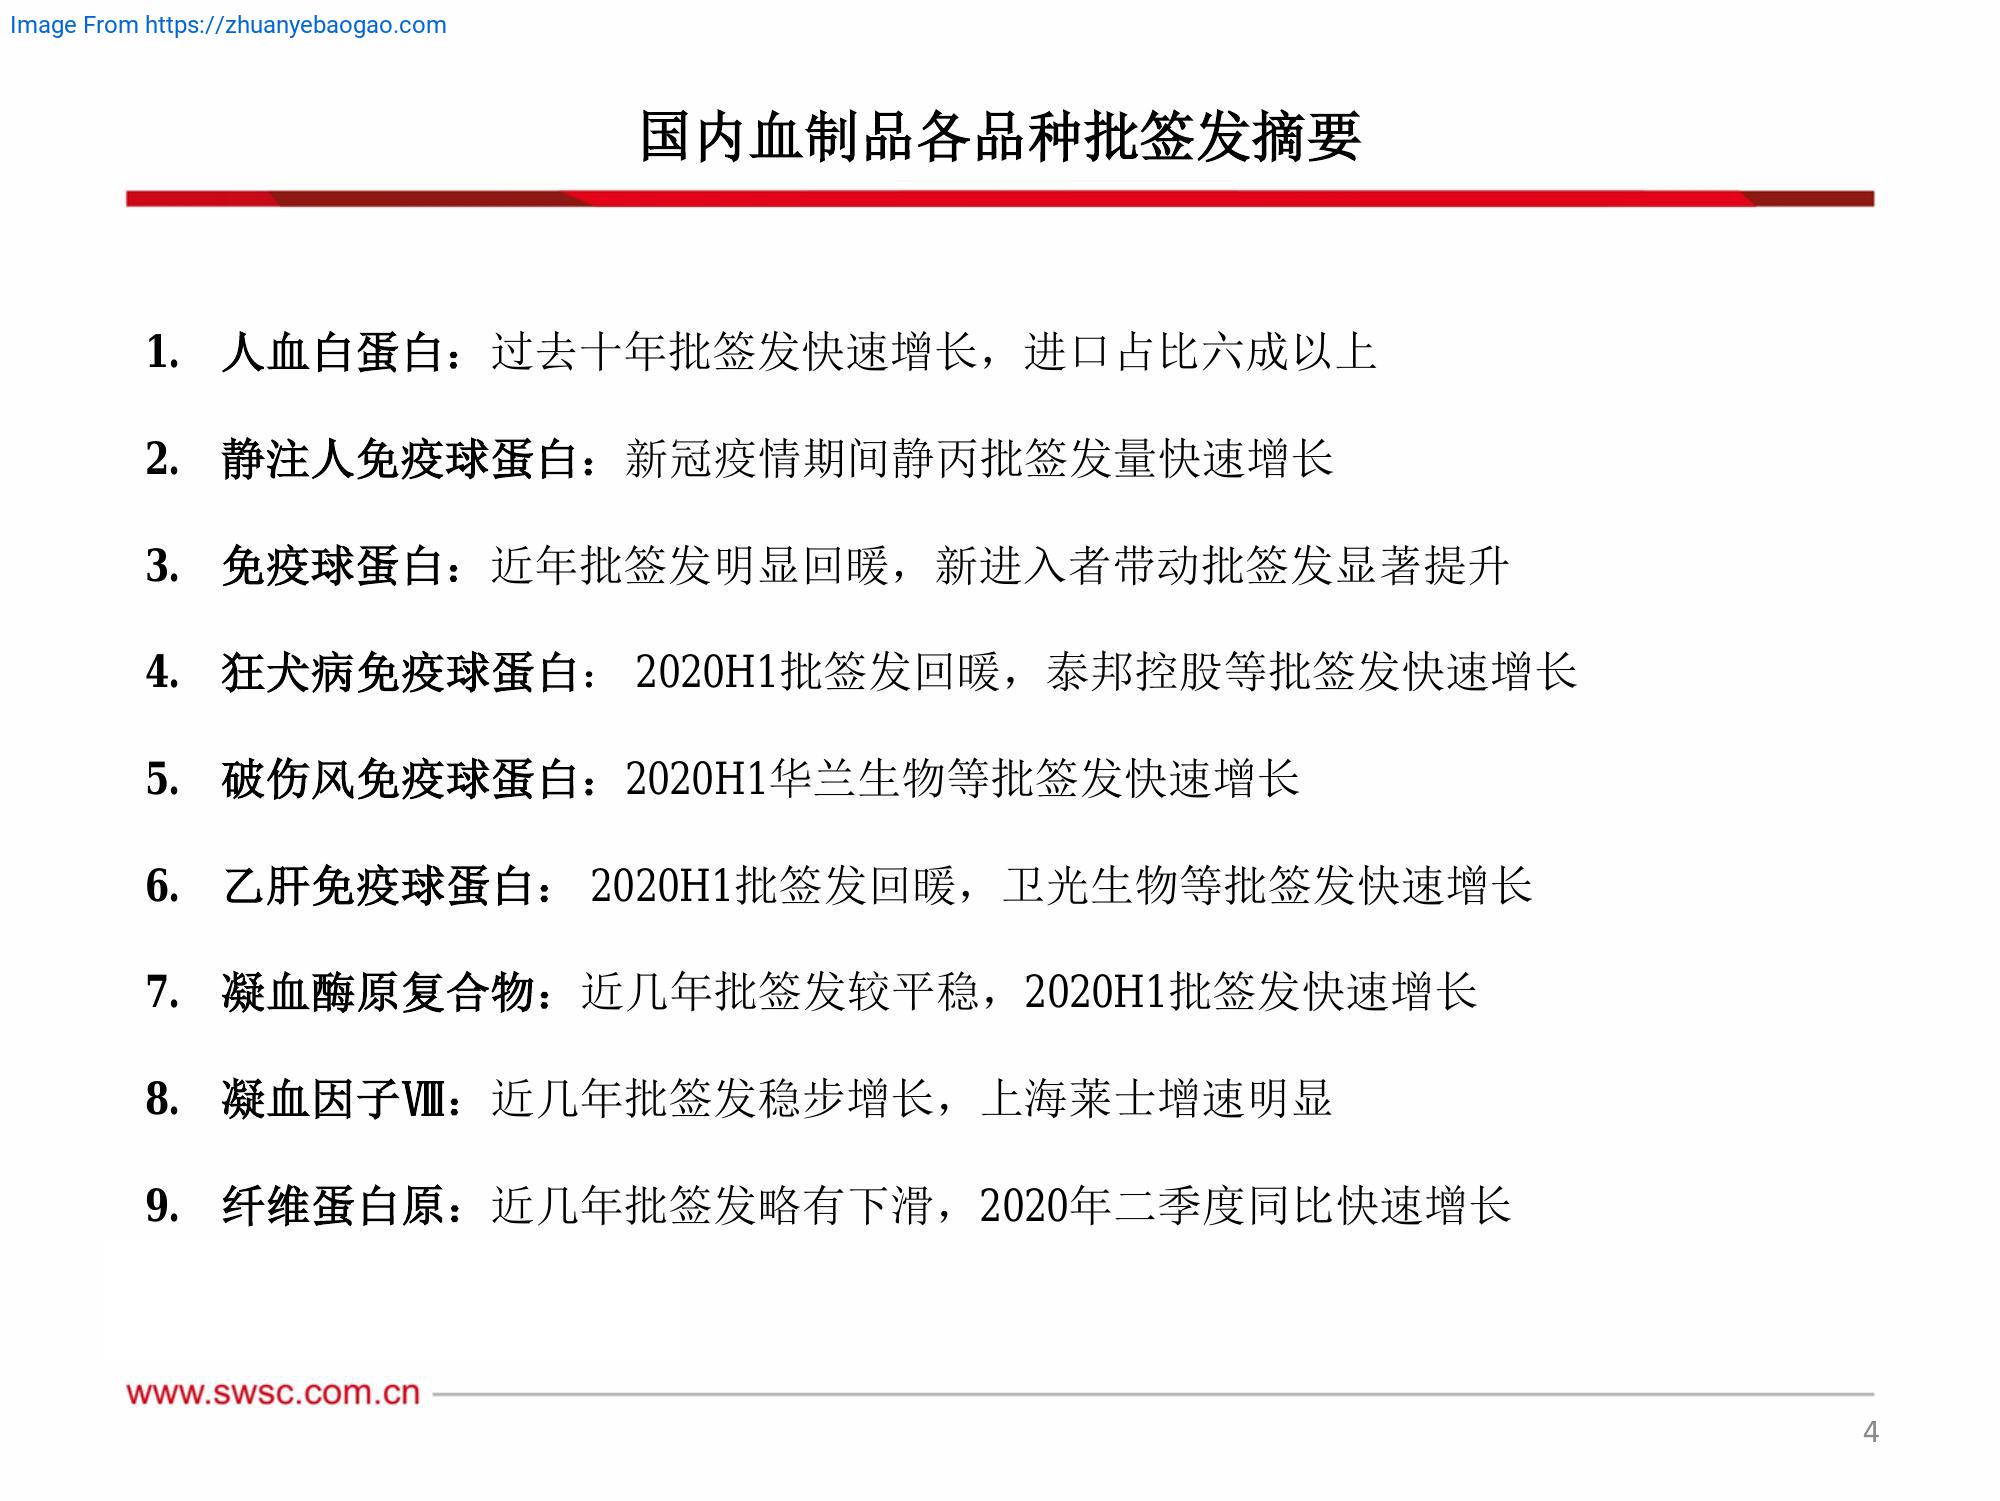 Image From https://zhuanyebaogao.com
国内血制品各品种批签发摘要
1. 人血白蛋白：过去十年批签发快速增长，进口占比六成以上
2. 静注人免疫球蛋白：新冠疫情期间静丙批签发量快速增长
3. 免疫球蛋白：近年批签发明显回暖，新进入者带动批签发显著提升
4. 狂犬病免疫球蛋白： 2020H1批签发回暖，泰邦控股等批签发快速增长
5. 破伤风免疫球蛋白：2020H1华兰生物等批签发快速增长
6. 乙肝免疫球蛋白： 2020H1批签发回暖，卫光生物等批签发快速增长
7. 凝血酶原复合物：近几年批签发较平稳，2020H1批签发快速增长
8. 凝血因子Ⅷ：近几年批签发稳步增长，上海莱士增速明显
9. 纤维蛋白原：近几年批签发略有下滑，2020年二季度同比快速增长
www.swsc.com.cn
4